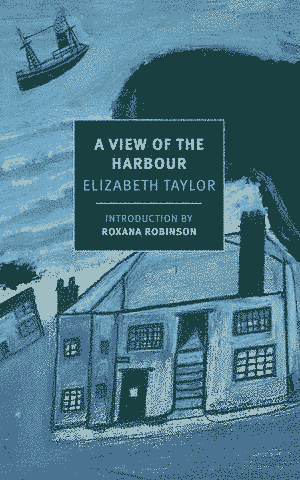 A VIEW OF THE
HARBOUR
ELIZABETH TAYLOR
INTRODUCTION BY
ROXANA ROBINSON